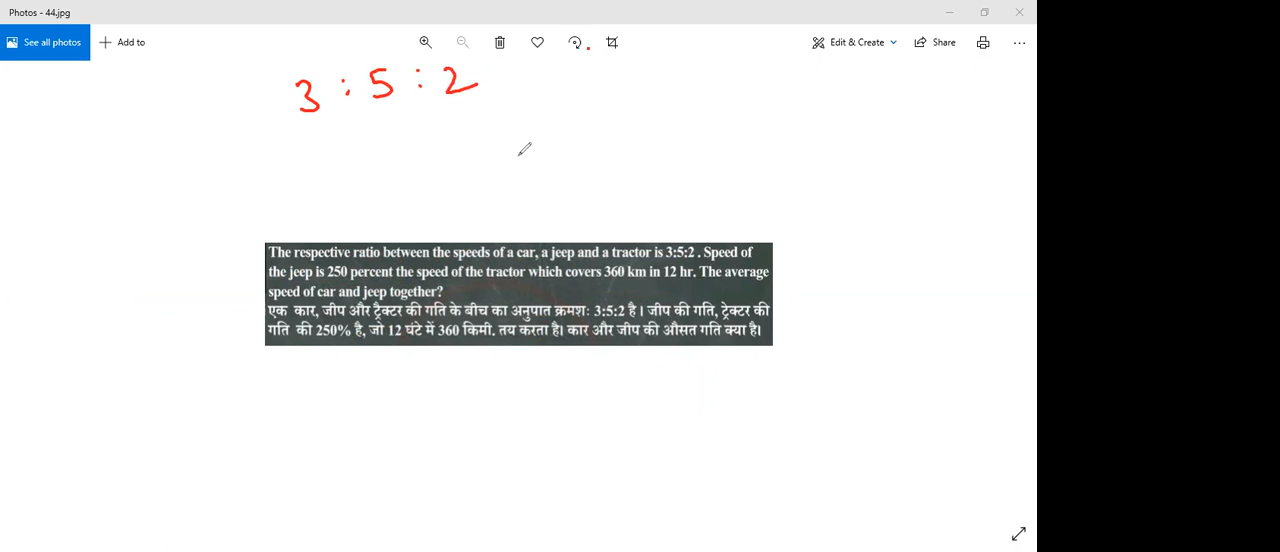 Photos - 44.jpg
See all photos
Add to
Edit & Create
Share
3 : 5 : 2
The respective ratio between the speeds of a car, a jeep and a tractor is 3:5:2 . Speed of
the jeep is 250 percent the speed of the tractor which covers 360 km in 12 hr. The average
speed of car and jeep together?
एक कार, जीप और ट्रैक्टर की गति के बीच का अनुपात क्रमशः 3:5:2 है। जीप की गति, ट्रेक्टर की
गति की 250% है, जो 12 घंटे में 360 किमी. तय करता है। कार और जीप की औसत गति क्या है।